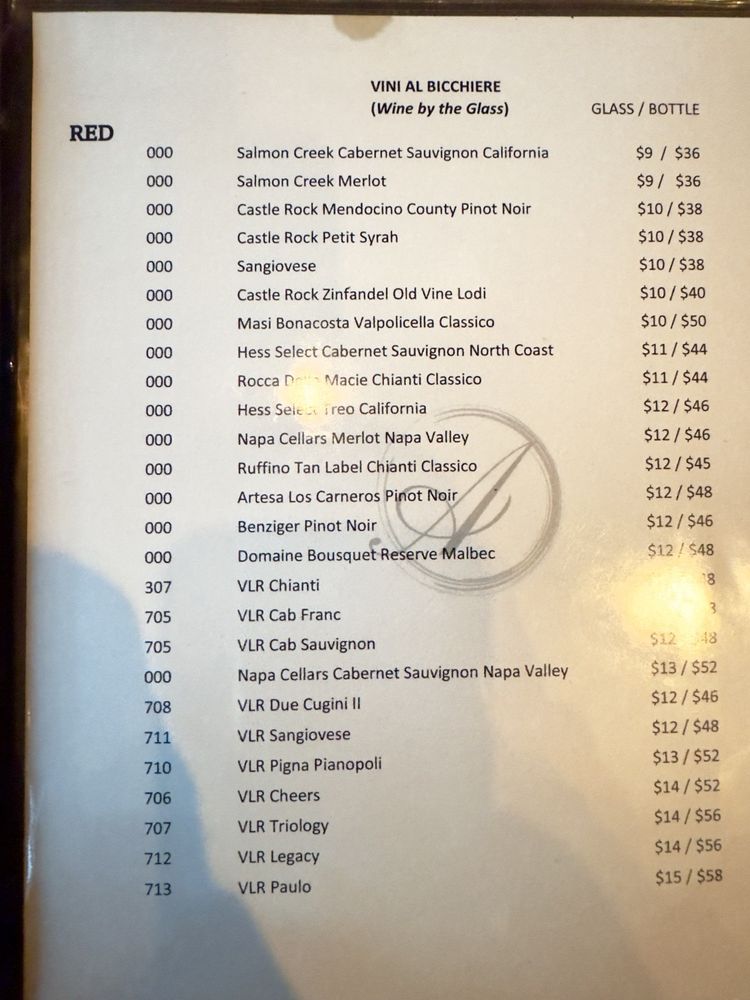 VINI AL BICCHIERE
(Wine by the Glass) GLASS / BOTTLE
RED
000 Salmon Creek Cabernet Sauvignon California $9 / $36
000 Salmon Creek Merlot $9 / $36
000 Castle Rock Mendocino County Pinot Noir $10 / $38
000 Castle Rock Petit Syrah $10 / $38
000 Sangiovese $10 / $38
000 Castle Rock Zinfandel Old Vine Lodi $10 / $40
000 Masi Bonacosta Valpolicella Classico $10 / $50
000 Hess Select Cabernet Sauvignon North Coast $11 / $44
000 Rocca Macie Chianti Classico $11 / $44
000 Hess Select Treo California $12 / $46
000 Napa Cellars Merlot Napa Valley $12 / $46
000 Ruffino Tan Label Chianti Classico $12 / $45
000 Artesa Los Carneros Pinot Noir $12 / $48
000 Benziger Pinot Noir $12 / $46
000 Domaine Bousquet Reserve Malbec $12 / $48
307 VLR Chianti
705 VLR Cab Franc
705 VLR Cab Sauvignon $12 48
000 Napa Cellars Cabernet Sauvignon Napa Valley $13 / $52
708 VLR Due Cugini II $12 / $46
711 VLR Sangiovese $12 / $48
710 VLR Pigna Pianopoli $13 / $52
706 VLR Cheers $14 / $52
707 VLR Triology $14 / $56
712 VLR Legacy $14 / $56
713 VLR Paulo $15 / $58